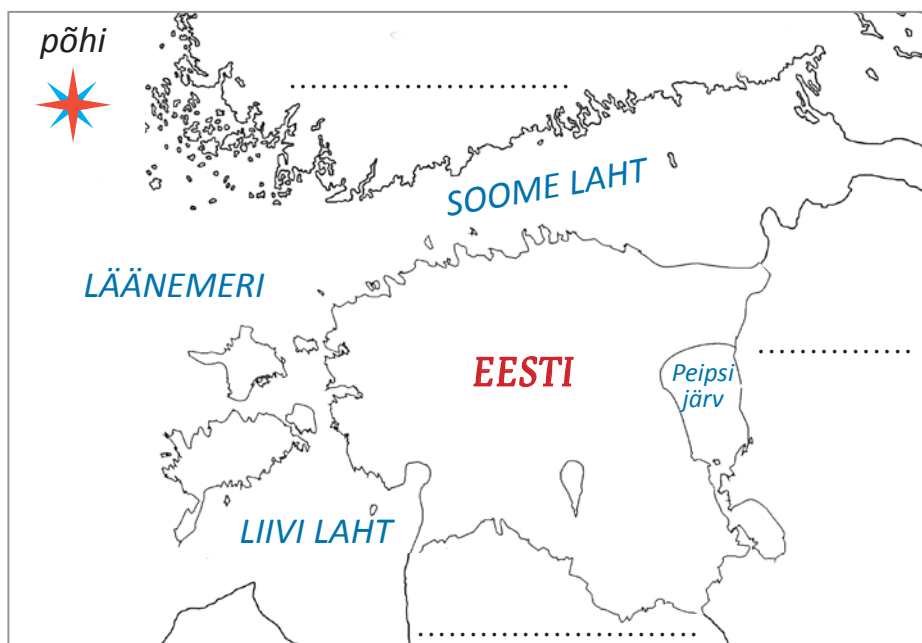 põhi
....................................
SOOME LAHT
LÄÄNEMERI
....................
EESTI
Peipsi
järv
LIIVI LAHT
....................................